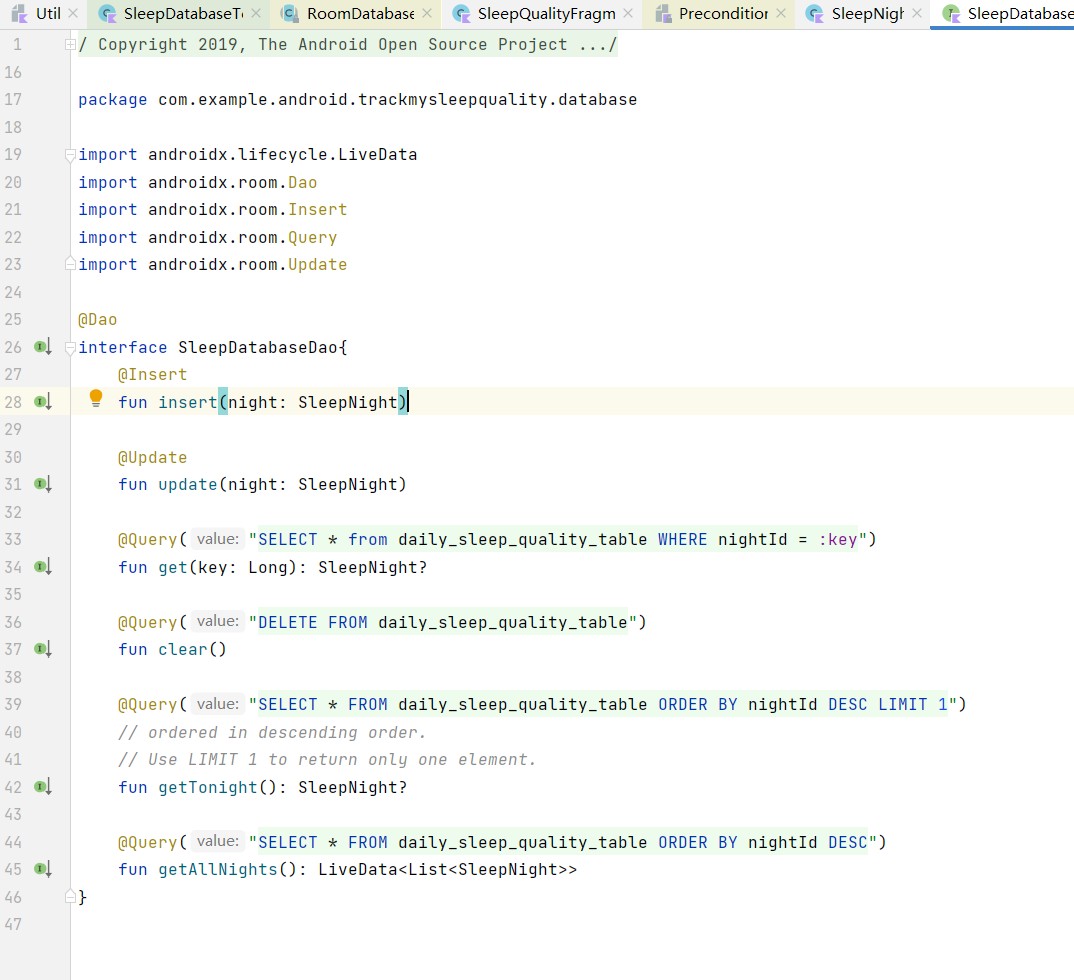 Util SleepDatabaseTe RoomDatabase SleepQualityFragm Precondition SleepNigh SleepDatabase
1 / Copyright 2019, The Android Open Source Project .../
16
17 package com.example.android.trackmysleepquality.database
18
19 import androidx.lifecycle.LiveData
20 import androidx.room.Dao
21 import androidx.room.Insert
22 import androidx.room.Query
23 import androidx.room.Update
24
25 @Dao
26 interface SleepDatabaseDao{
27 @Insert
28 fun insert(night: SleepNight)
29
30 @Update
31 fun update(night: SleepNight)
32
33 @Query( value: "SELECT * from daily_sleep_quality_table WHERE nightId = :key")
34 fun get(key: Long): SleepNight?
35
36 @Query( value: "DELETE FROM daily_sleep_quality_table")
37 fun clear()
38
39 @Query( value: "SELECT * FROM daily_sleep_quality_table ORDER BY nightId DESC LIMIT 1")
40 // ordered in descending order.
41 // Use LIMIT 1 to return only one element.
42 fun getTonight(): SleepNight?
43
44 @Query( value: "SELECT * FROM daily_sleep_quality_table ORDER BY nightId DESC")
45 fun getAllNights(): LiveData<List<SleepNight>>
46 }
47